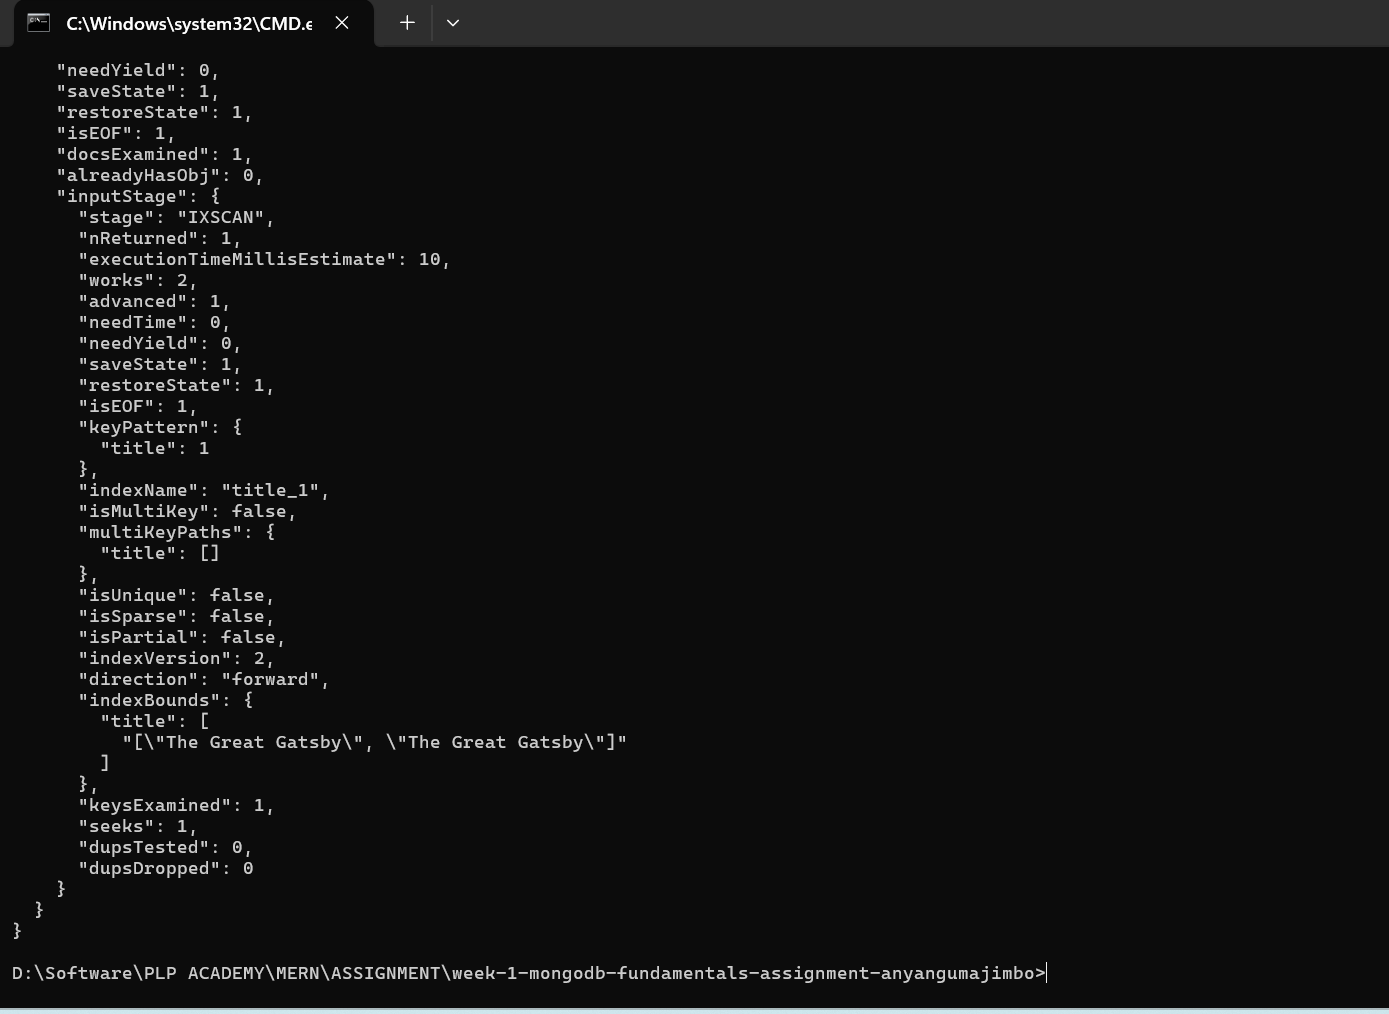 C:\Windows\system32\CMD.e
"needYield": 0,
"saveState": 1,
"restoreState": 1,
"isEOF": 1,
"docsExamined": 1,
"alreadyHasObj": 0,
"inputStage": {
"stage": "IXSCAN",
"nReturned": 1,
"executionTimeMillisEstimate": 10,
"works": 2,
"advanced": 1,
"needTime": 0,
"needYield": 0,
"saveState": 1,
"restoreState": 1,
"isEOF": 1,
"keyPattern": {
"title": 1
},
"indexName": "title_1",
"isMultiKey": false,
"multiKeyPaths": {
"title": []
},
"isUnique": false,
"isSparse": false,
"isPartial": false,
"indexVersion": 2,
"direction": "forward",
"indexBounds": {
"title": [
"[\"The Great Gatsby\", \"The Great Gatsby\"]"
]
},
"keysExamined": 1,
"seeks": 1,
"dupsTested": 0,
"dupsDropped": 0
}
}
}
D:\Software\PLP ACADEMY\MERN\ASSIGNMENT\week-1-mongodb-fundamentals-assignment-anyangumajimbo>